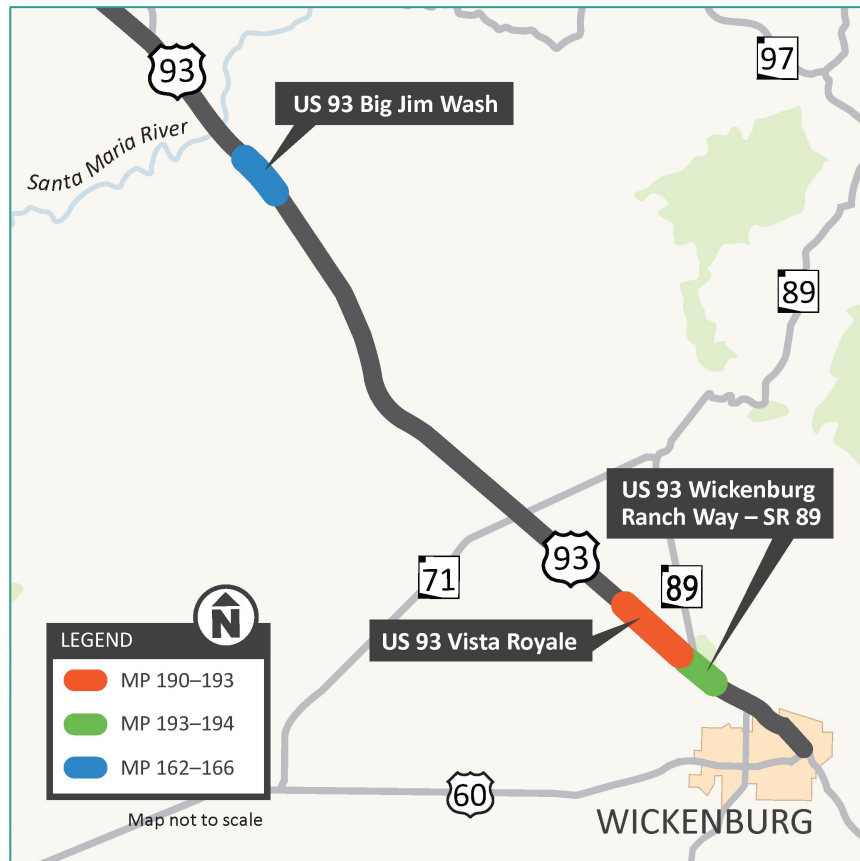 93
97
US 93 Big Jim Wash
Santa Maria River
89
US 93 Wickenburg
Ranch Way – SR 89
93
71
89
N
US 93 Vista Royale
LEGEND
MP 190–193
MP 193–194
MP 162–166
60
Map not to scale
WICKENBURG